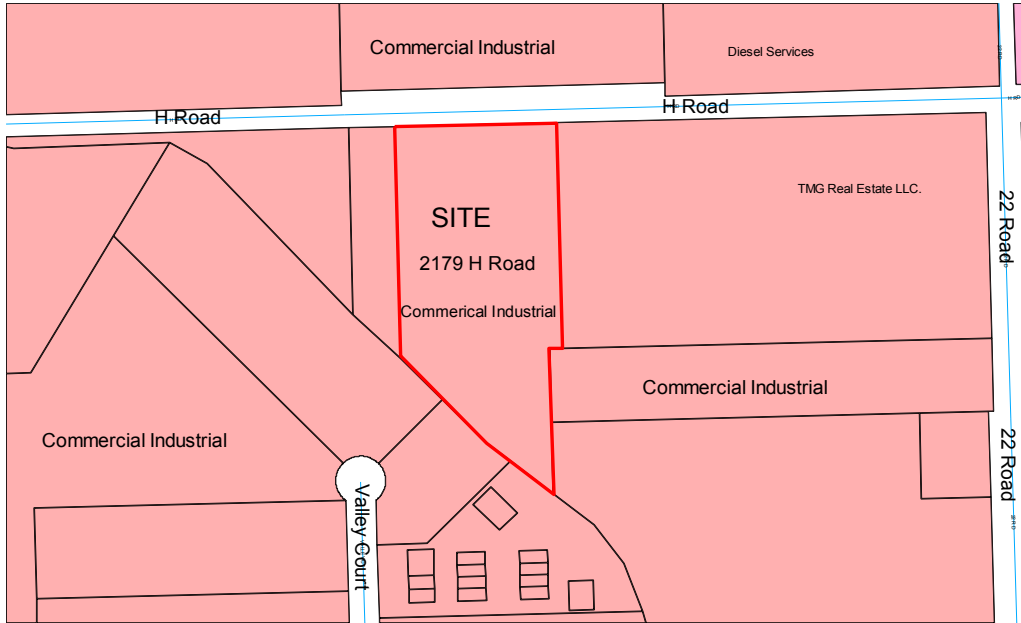 Commercial Industrial
Diesel Services
H Road
H Road
TMG Real Estate LLC.
22 Road
SITE
2179 H Road
Commerical Industrial
Commercial Industrial
Commercial Industrial
22 Road
Valley Court